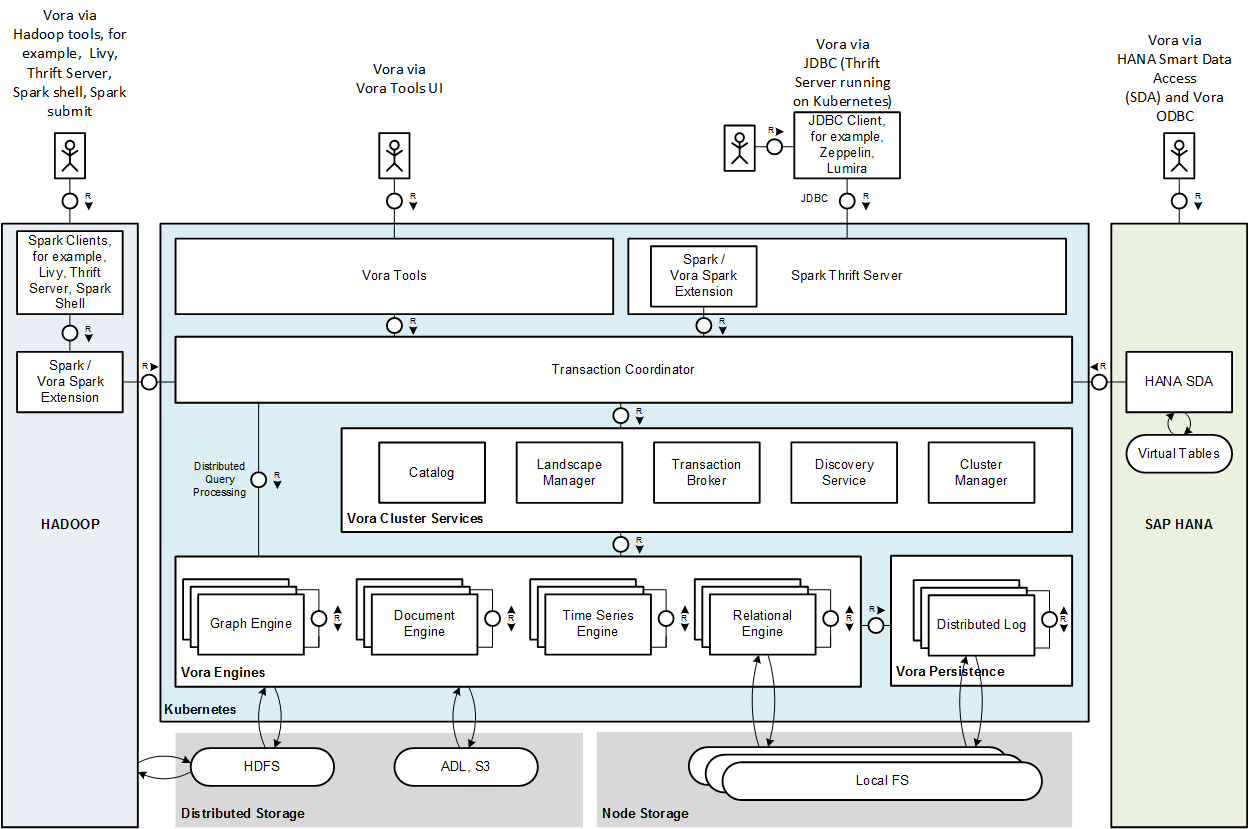 Vora via
Hadoop tools, for
example, Livy,
Thrift Server,
Spark shell, Spark
submit
Vora via
Vora Tools UI
Vora via
JDBC (Thrift
Server running
on Kubernetes)
Vora via
HANA Smart Data
Access
(SDA) and Vora
ODBC
R
JDBC Client,
for example,
Zeppelin,
Lumira
R
R
JDBC
R
R
Spark Clients,
for example,
Livy, Thrift
Server, Spark
Shell
R
Spark /
Vora Spark
Extension
HADOOP
Vora Tools
Spark /
Vora Spark
Extension
Spark Thrift Server
R
R
R
Transaction Coordinator
R
HANA SDA
Virtual Tables
SAP HANA
R
Distributed
Query
Processing
R
Catalog
Landscape
Manager
Transaction
Broker
Discovery
Service
Cluster
Manager
Vora Cluster Services
R
Graph Engine
R
Document
Engine
R
Time Series
Engine
R
Relational
Engine
R
R
Distributed Log
R
Vora Engines
Vora Persistence
Kubernetes
HDFS
ADL, S3
Local FS
Distributed Storage
Node Storage